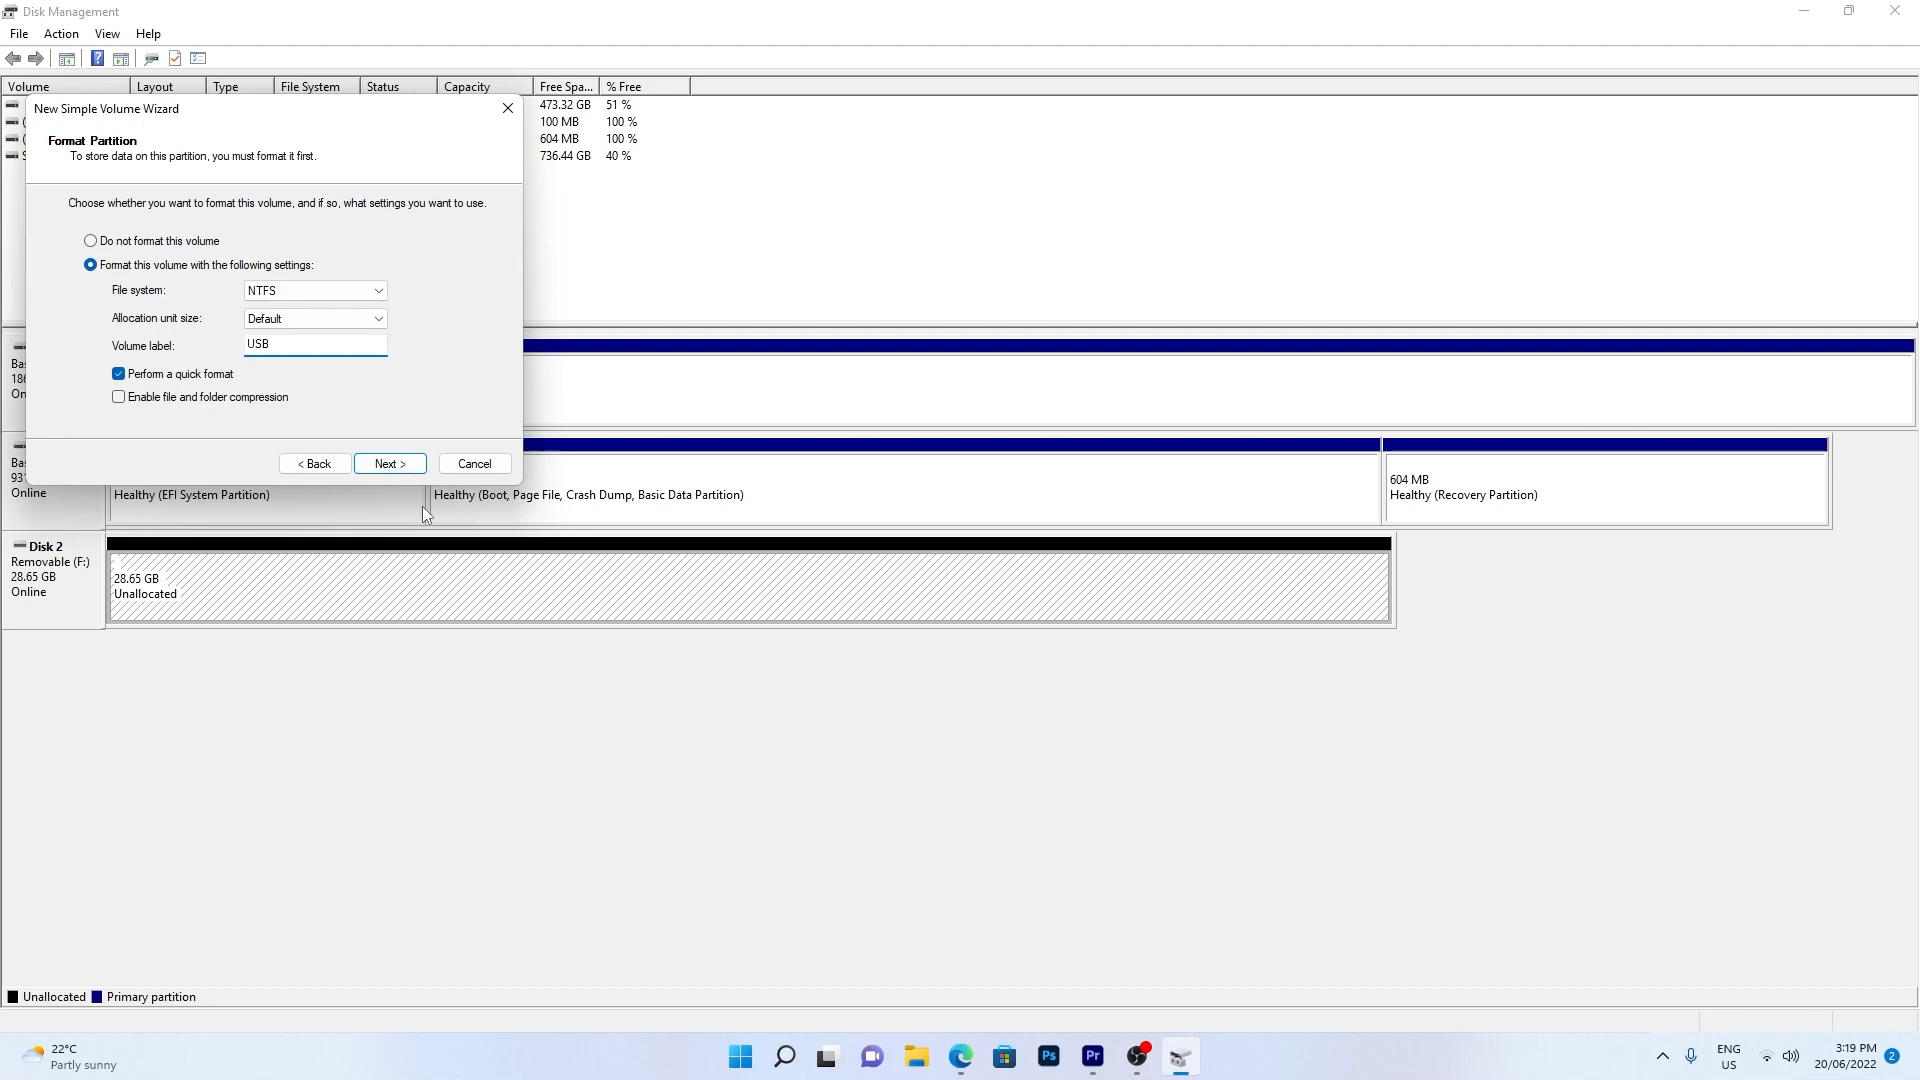 Disk Management
File Action View Help
Volume Layout Type File System Status Capacity Free Spa... % Free
473.32 GB 51 %
100 MB 100 %
604 MB 100 %
736.44 GB 40 %
New Simple Volume Wizard
Format Partition
To store data on this partition, you must format it first.
Choose whether you want to format this volume, and if so, what settings you want to use.
Do not format this volume
Format this volume with the following settings:
File system: NTFS
Allocation unit size: Default
Volume label: USB
Perform a quick format
Enable file and folder compression
< Back Next > Cancel
Online
Healthy (EFI System Partition)
Healthy (Boot, Page File, Crash Dump, Basic Data Partition)
604 MB
Healthy (Recovery Partition)
Disk 2
Removable (F:)
28.65 GB
Online
28.65 GB
Unallocated
Unallocated Primary partition
22°C
Partly sunny
Ps
Pr
ENG
US
3:19 PM
20/06/2022
2